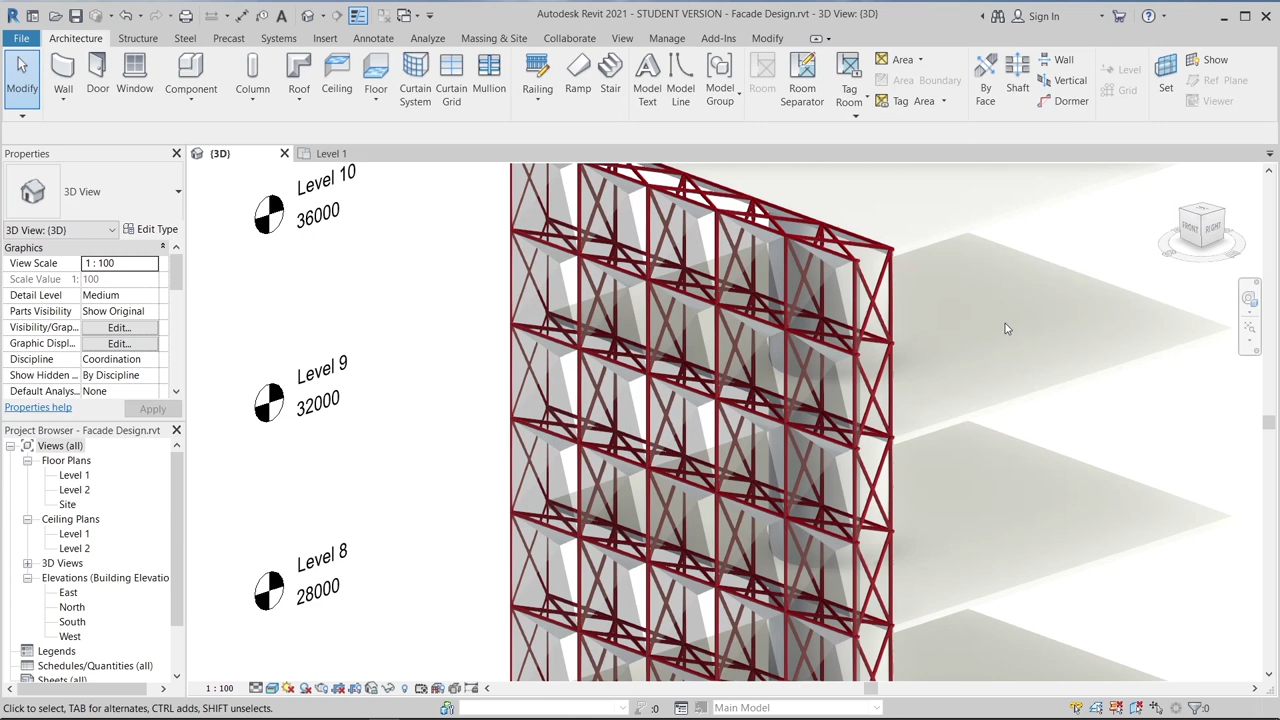 Autodesk Revit 2021 - STUDENT VERSION - Facade Design.rvt - 3D View: {3D}
Sign In
File Architecture Structure Steel Precast Systems Insert Annotate Analyze Massing & Site Collaborate View Manage Add-Ins Modify
Modify
Wall
Door
Window
Component
Column
Roof
Ceiling
Floor
Curtain System
Curtain Grid
Mullion
Railing
Ramp
Stair
Model Text
Model Line
Model Group
Room
Room Separator
Tag Room
Area
Area Boundary
Tag Area
By Face
Shaft
Wall
Vertical
Dormer
Level
Grid
Set
Show
Ref Plane
Viewer
Properties
3D View
3D View: {3D}
Edit Type
Graphics
View Scale 1 : 100
Scale Value 1: 100
Detail Level Medium
Parts Visibility Show Original
Visibility/Grap... Edit...
Graphic Displ... Edit...
Discipline Coordination
Show Hidden ... By Discipline
Default Analys... None
Properties help
Apply
Project Browser - Facade Design.rvt
Views (all)
Floor Plans
Level 1
Level 2
Site
Ceiling Plans
Level 1
Level 2
3D Views
Elevations (Building Elevatio
East
North
South
West
Legends
Schedules/Quantities (all)
Sheets (all)
{3D}
Level 1
Level 10
36000
Level 9
32000
Level 8
28000
FRONT
RIGHT
1 : 100
Click to select, TAB for alternates, CTRL adds, SHIFT unselects.
:0
Main Model
:0